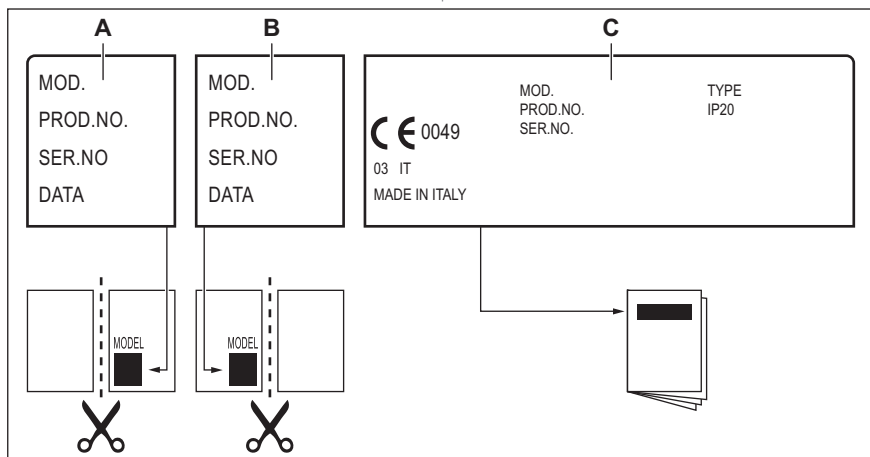 A
B
C
MOD.
PROD.NO.
SER.NO
DATA
MOD.
PROD.NO.
SER.NO
DATA
MOD.
PROD.NO.
SER.NO.
TYPE
IP20
CE 0049
03 IT
MADE IN ITALY
MODEL
MODEL